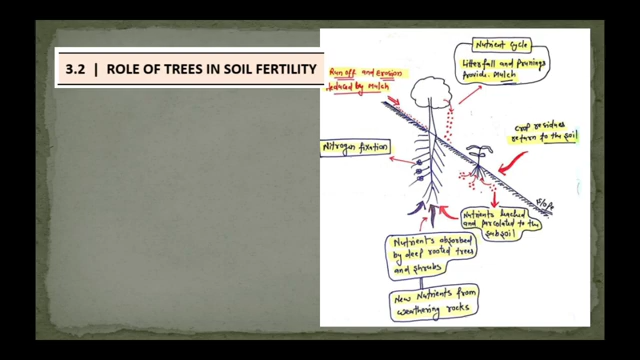 3.2 | ROLE OF TREES IN SOIL FERTILITY
Nutrient Cycle
Litterfall and Prunings
Provide Mulch
Run off and Erosion
reduced by Mulch
Crop residues
return to the soil
Nitrogen fixation
Slope
Nutrients leached
and percolated to the
subsoil
Nutrients absorbed
by deep rooted trees
and shrubs
New Nutrients from
weathering rocks